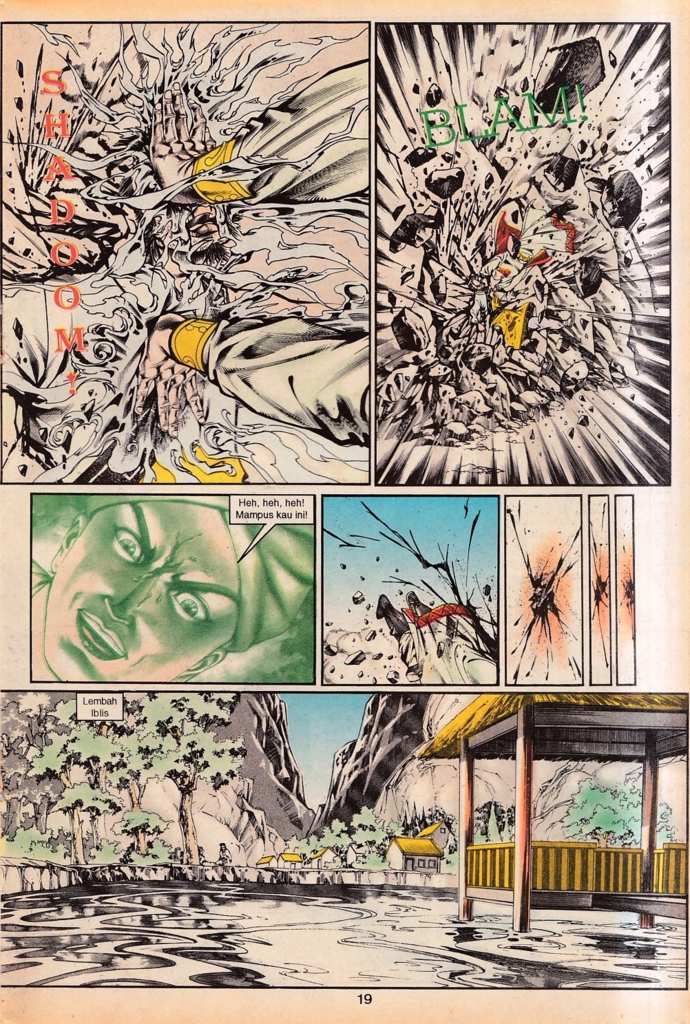 SHADOOM!
BLAM!
Heh, heh, heh!
Mampus kau ini!
Lembah
Iblis
19